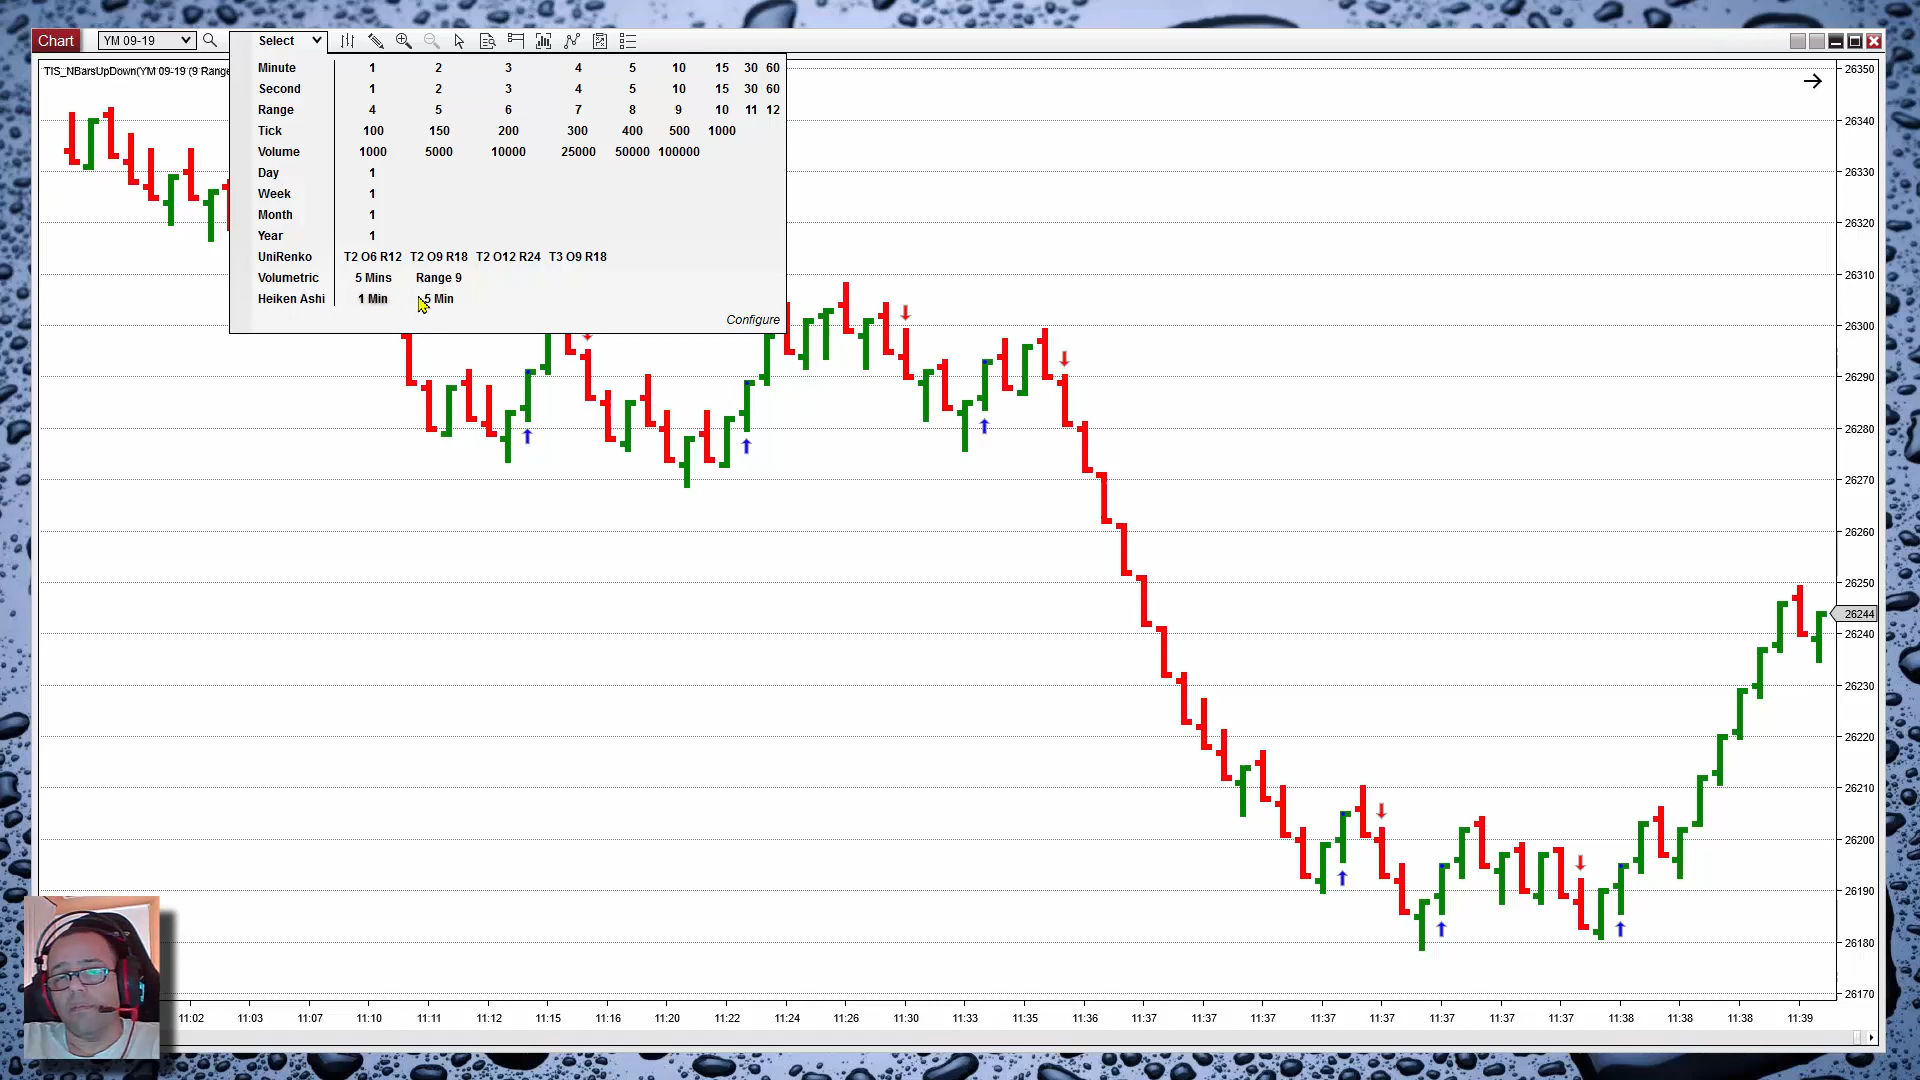 Chart YM 09-19 Select
TIS_NBarsUpDown(YM 09-19 (9 Range
Minute 1 2 3 4 5 10 15 30 60
Second 1 2 3 4 5 10 15 30 60
Range 4 5 6 7 8 9 10 11 12
Tick 100 150 200 300 400 500 1000
Volume 1000 5000 10000 25000 50000 100000
Day 1
Week 1
Month 1
Year 1
UniRenko T2 O6 R12 T2 O9 R18 T2 O12 R24 T3 O9 R18
Volumetric 5 Mins Range 9
Heiken Ashi 1 Min 5 Min
Configure
26350
26340
26330
26320
26310
26300
26290
26280
26270
26260
26250
26244
26240
26230
26220
26210
26200
26190
26180
26170
11:02 11:03 11:07 11:10 11:11 11:12 11:15 11:16 11:20 11:22 11:24 11:26 11:30 11:33 11:35 11:36 11:37 11:37 11:37 11:37 11:37 11:37 11:37 11:37 11:38 11:38 11:38 11:39